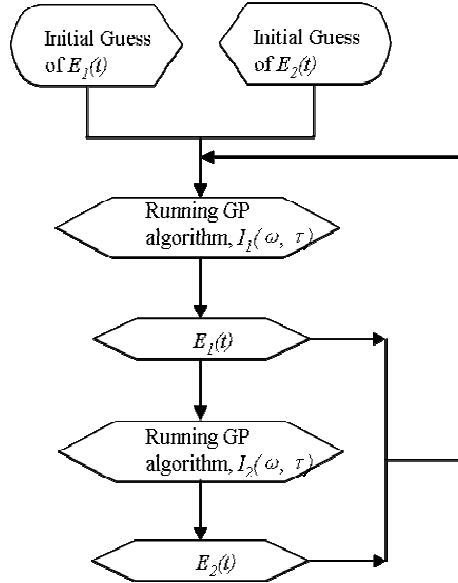 Initial Guess
of E₁(t)
Initial Guess
of E₂(t)
Running GP
algorithm, I₁(ω, τ)
E₁(t)
Running GP
algorithm, I₂(ω, τ)
E₂(t)